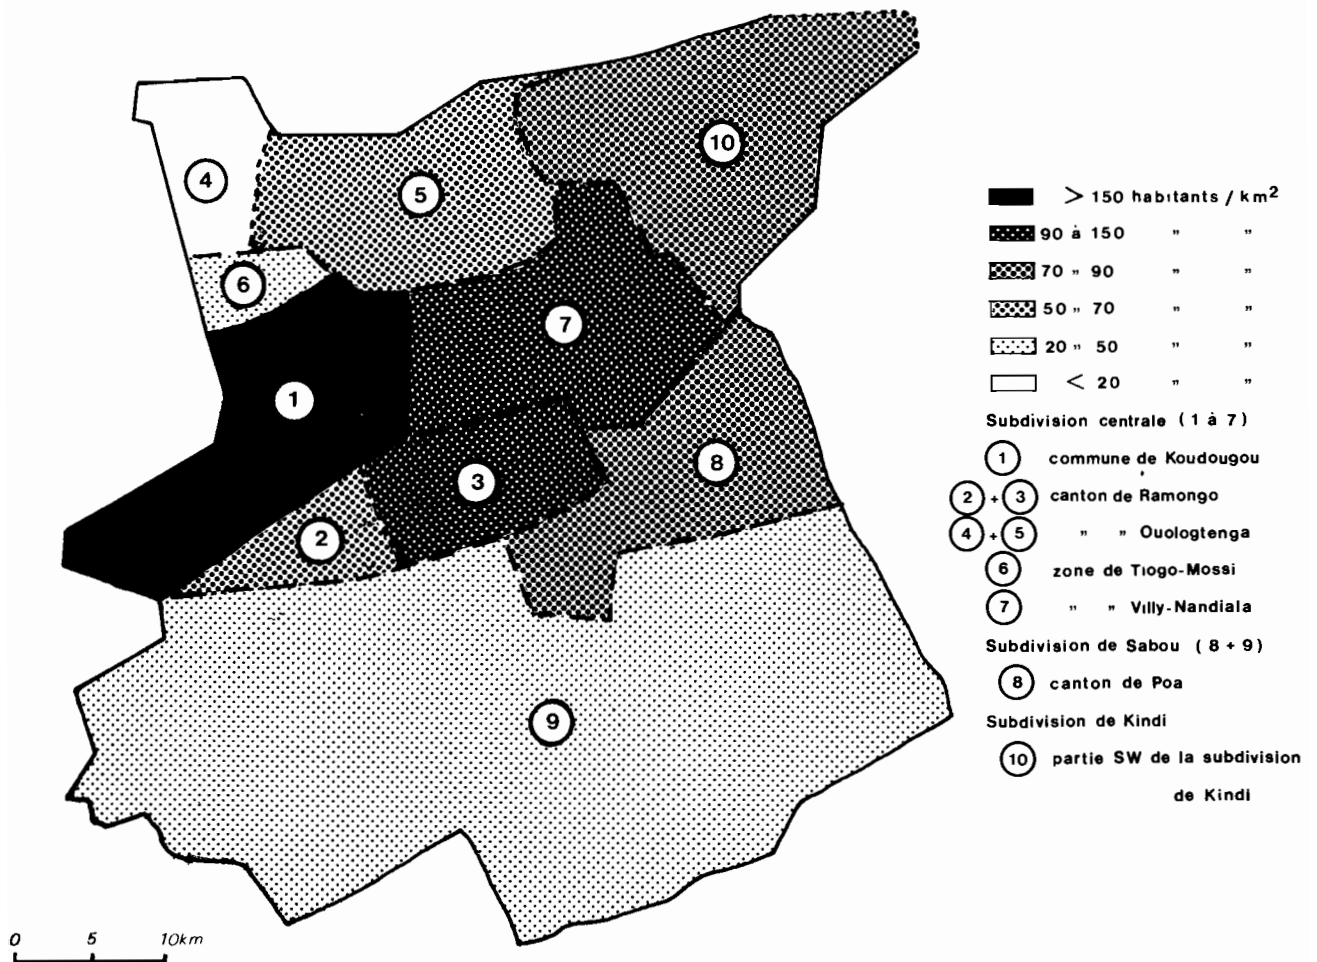 4
5
10
6
7
1
3
8
2
9
0 5 10km
> 150 habitants / km²
90 à 150 " "
70 " 90 " "
50 " 70 " "
20 " 50 " "
< 20 " "
Subdivision centrale (1 à 7)
1 commune de Koudougou
2 + 3 canton de Ramongo
4 + 5 " " Ouologtenga
6 zone de Tiogo-Mossi
7 " " Villy-Nandiala
Subdivision de Sabou (8 + 9)
8 canton de Poa
Subdivision de Kindi
10 partie SW de la subdivision
de Kindi